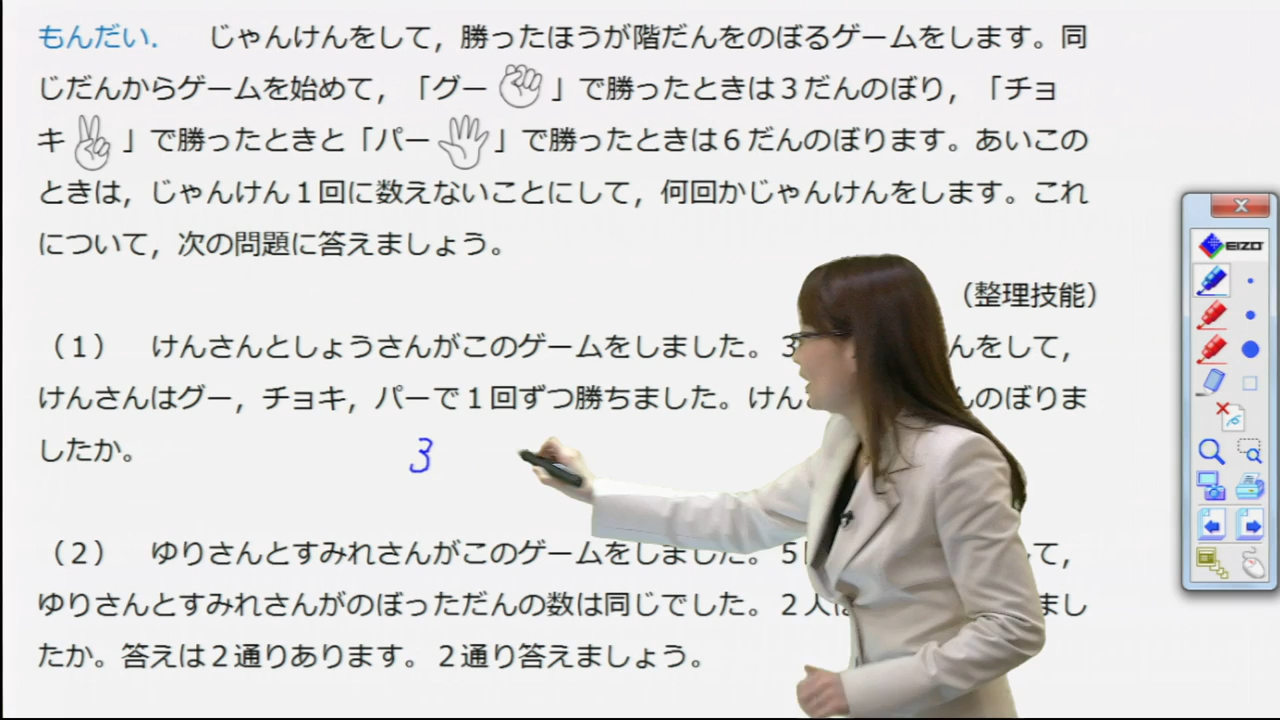 もんだい. じゃんけんをして，勝ったほうが階だんをのぼるゲームをします。同
じだんからゲームを始めて，「グー」で勝ったときは３だんのぼり，「チョ
キ」で勝ったときと「パー」で勝ったときは６だんのぼります。あいこの
ときは，じゃんけん１回に数えないことにして，何回かじゃんけんをします。これ
について，次の問題に答えましょう。
（整理技能）
（１） けんさんとしょうさんがこのゲームをしました。3 んをして，
けんさんはグー，チョキ，パーで１回ずつ勝ちました。けん んのぼりま
したか。
3
（２） ゆりさんとすみれさんがこのゲームをしました。５ て，
ゆりさんとすみれさんがのぼっただんの数は同じでした。２人は まし
たか。答えは２通りあります。２通り答えましょう。
EIZO